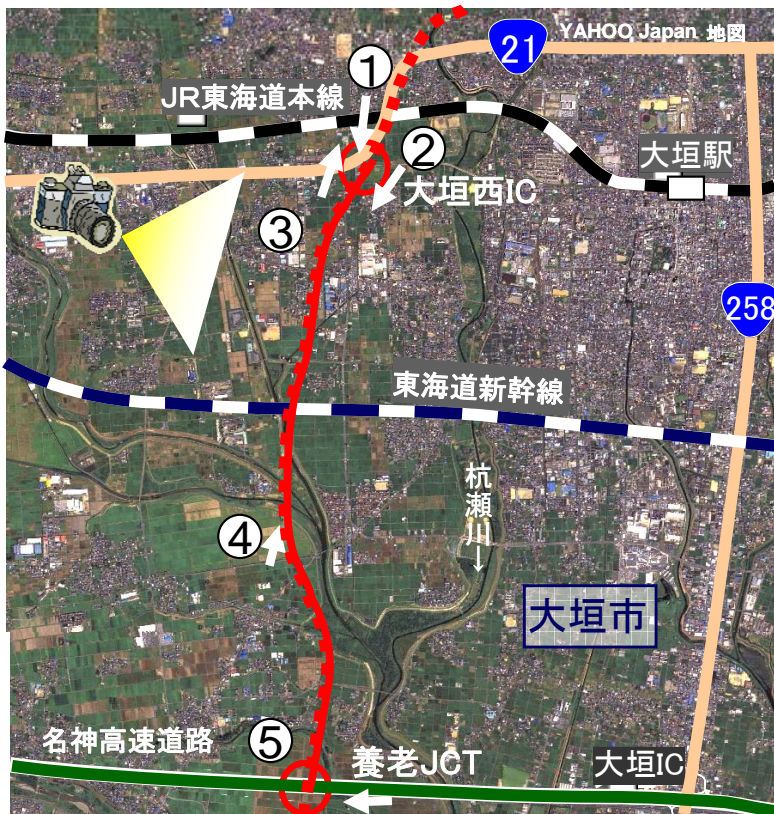 YAHOO Japan 地図
21
①
JR東海道本線
②
大垣駅
大垣西IC
③
258
東海道新幹線
杭瀬川
④
大垣市
名神高速道路
⑤
養老JCT
大垣IC